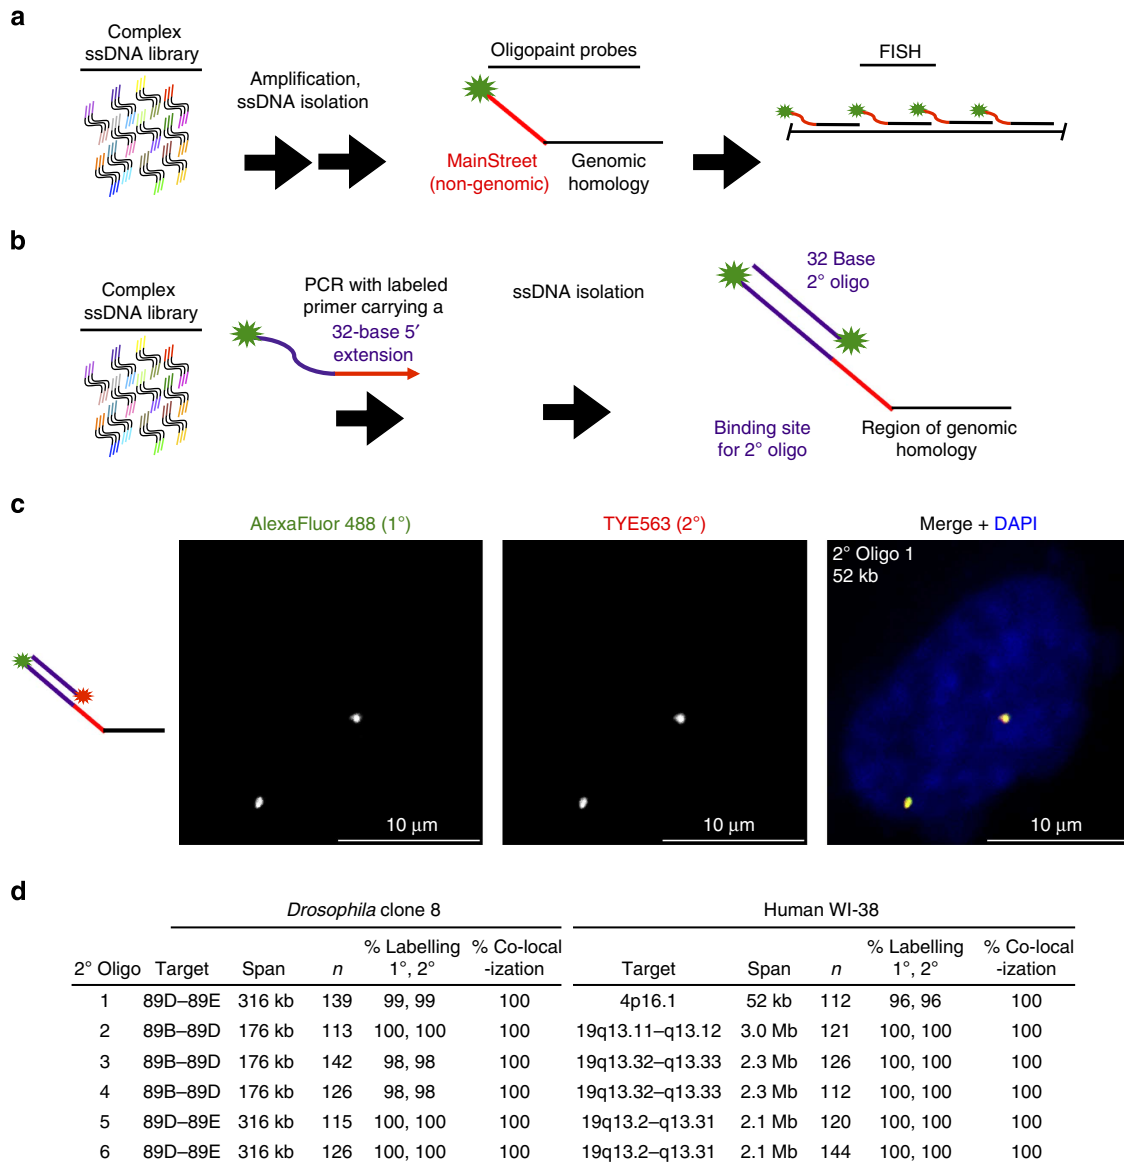 a
Complex
ssDNA library
Amplification,
ssDNA isolation
Oligopaint probes
MainStreet
(non-genomic)
Genomic
homology
FISH
b
Complex
ssDNA library
PCR with labeled
primer carrying a
32-base 5′
extension
ssDNA isolation
32 Base
2° oligo
Binding site
for 2° oligo
Region of genomic
homology
c
AlexaFluor 488 (1°)
TYE563 (2°)
Merge + DAPI
2° Oligo 1
52 kb
10 µm
10 µm
10 µm
d
Drosophila clone 8 Human WI-38
% Labelling % Co-local % Labelling % Co-local
2° Oligo Target Span n 1°, 2° -ization Target Span n 1°, 2° -ization
1 89D–89E 316 kb 139 99, 99 100 4p16.1 52 kb 112 96, 96 100
2 89B–89D 176 kb 113 100, 100 100 19q13.11–q13.12 3.0 Mb 121 100, 100 100
3 89B–89D 176 kb 142 98, 98 100 19q13.32–q13.33 2.3 Mb 126 100, 100 100
4 89B–89D 176 kb 126 98, 98 100 19q13.32–q13.33 2.3 Mb 112 100, 100 100
5 89D–89E 316 kb 115 100, 100 100 19q13.2–q13.31 2.1 Mb 120 100, 100 100
6 89D–89E 316 kb 126 100, 100 100 19q13.2–q13.31 2.1 Mb 144 100, 100 100